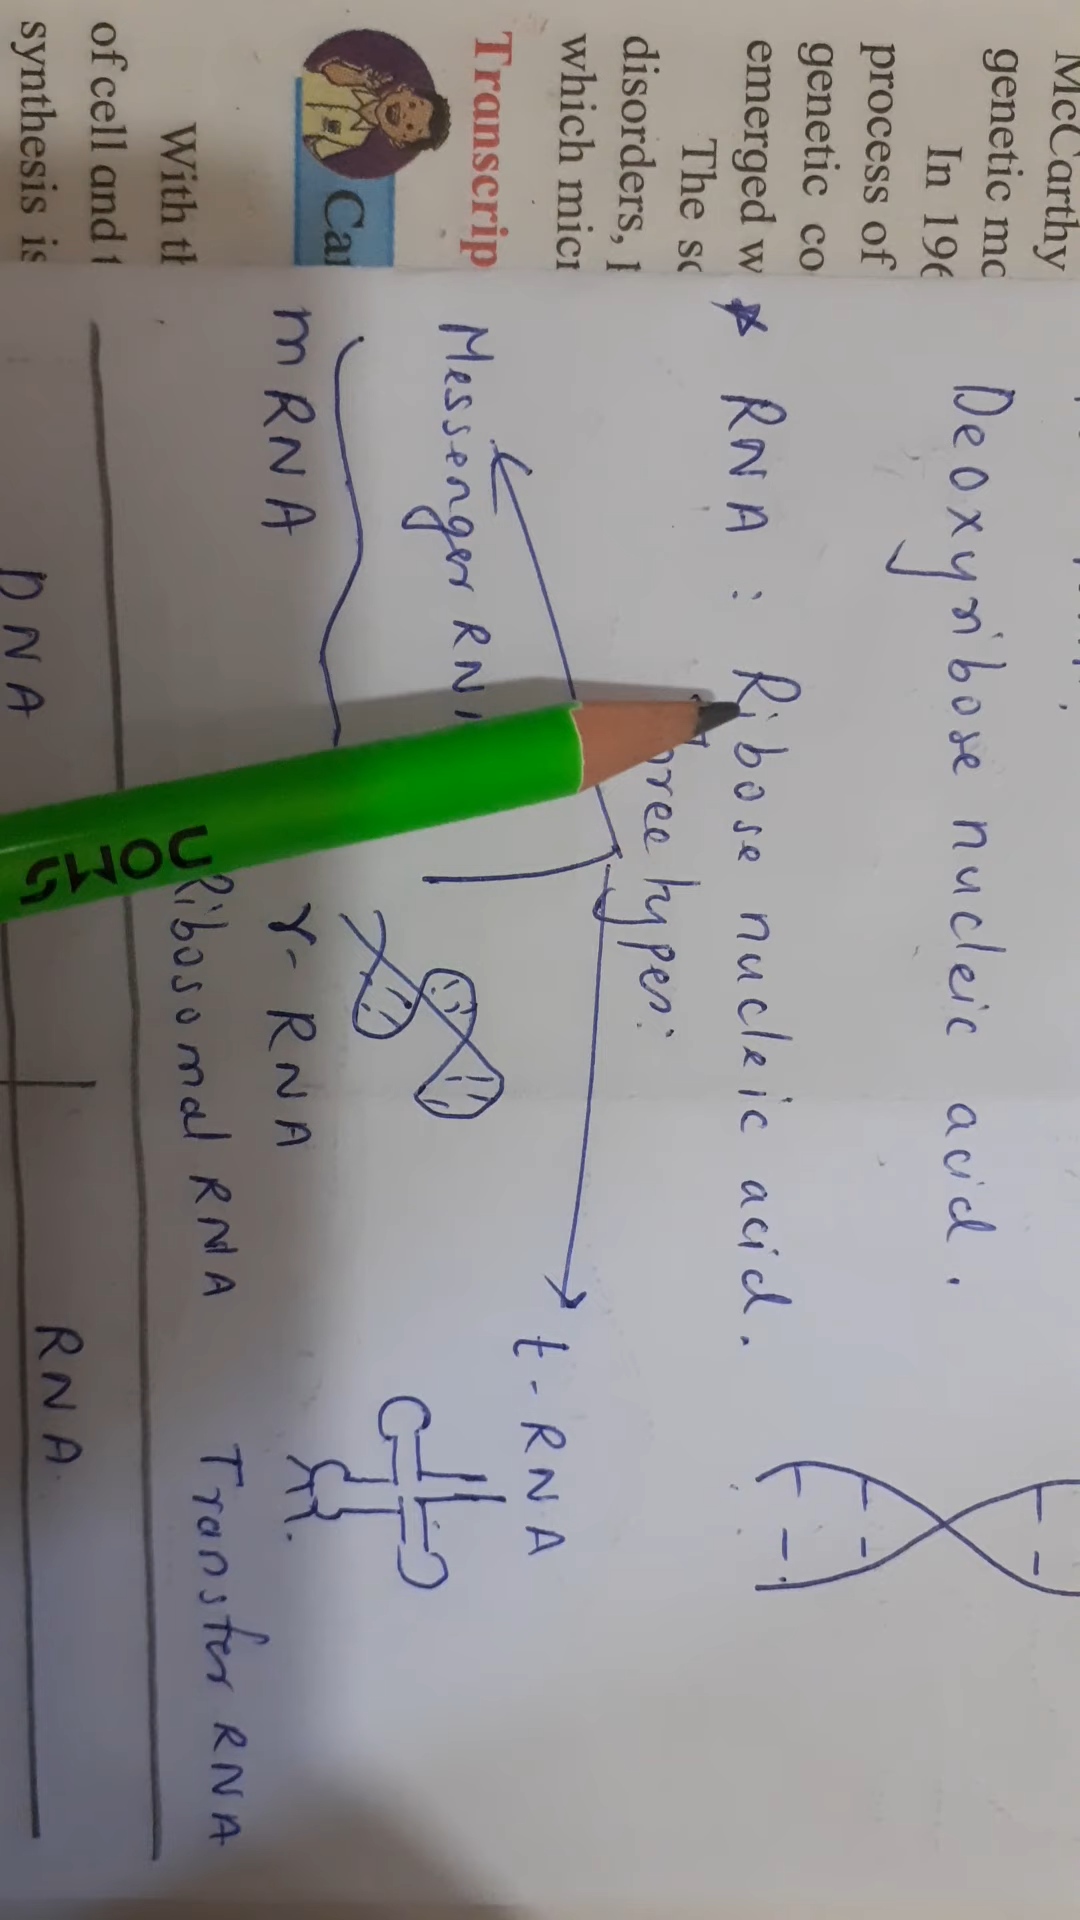 McCarthy
genetic mo
In 196
process of
genetic co
emerged w
The sc
disorders,
which micr
Transcrip
Ca
With th
of cell and t
synthesis is
Deoxyribose nucleic acid.
* RNA : Ribose nucleic acid.
types:
Messenger RN
t-RNA
mRNA
r-RNA
Ribosomal RNA
Transfer RNA
DNA
RNA
DOMS